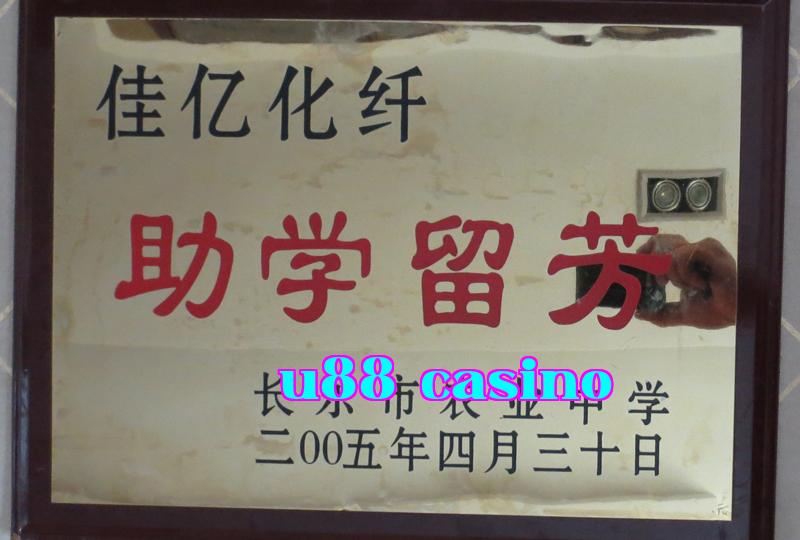 佳亿化纤
助学留芳
u88 casino
长乐市农业中学
二00五年四月三十日